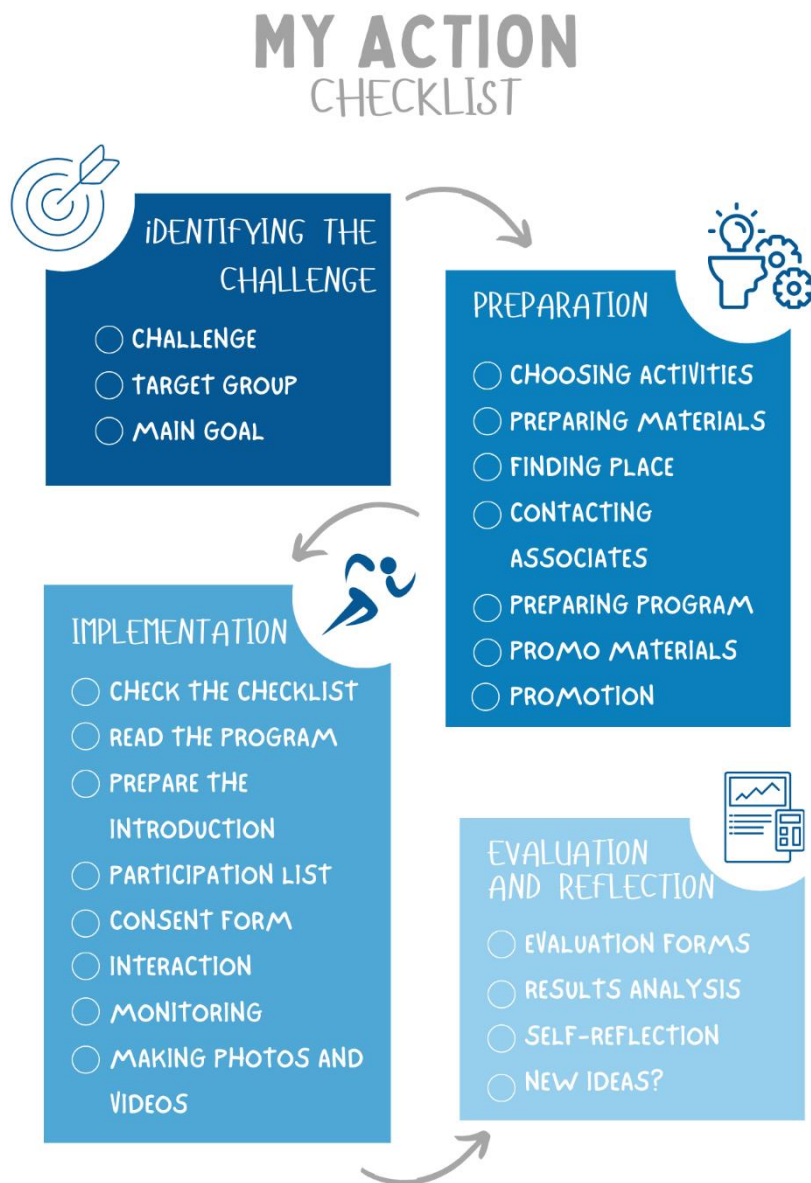 MY ACTION
CHECKLIST
iDENTIFYING THE
CHALLENGE
CHALLENGE
TARGET GROUP
MAIN GOAL
PREPARATION
CHOOSING ACTIVITIES
PREPARING MATERIALS
FINDING PLACE
CONTACTING
ASSOCIATES
PREPARING PROGRAM
PROMO MATERIALS
PROMOTION
IMPLEMENTATION
CHECK THE CHECKLIST
READ THE PROGRAM
PREPARE THE
INTRODUCTION
PARTICIPATION LIST
CONSENT FORM
INTERACTION
MONITORING
MAKING PHOTOS AND
VIDEOS
EVALUATION
AND REFLECTION
EVALUATION FORMS
RESULTS ANALYSIS
SELF-REFLECTION
NEW IDEAS?